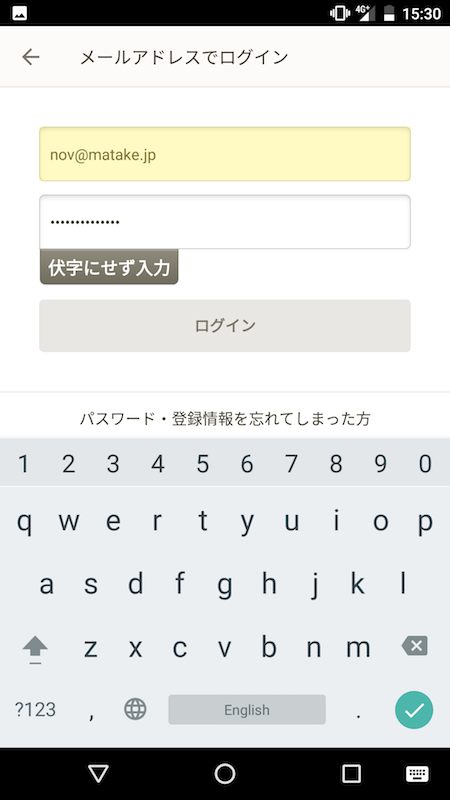 4G+ 15:30
メールアドレスでログイン
nov@matake.jp
••••••••••••••
伏字にせず入力
ログイン
パスワード・登録情報を忘れてしまった方
1 2 3 4 5 6 7 8 9 0
q w e r t y u i o p
a s d f g h j k l
z x c v b n m
?123 , English .